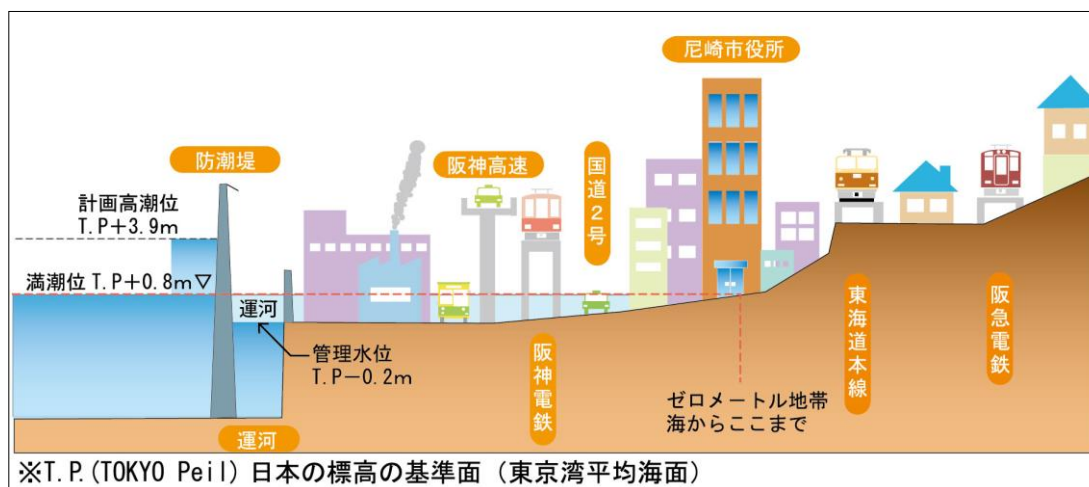 尼崎市役所
防潮堤
阪神高速
国道2号
計画高潮位
T.P+3.9m
満潮位 T.P+0.8m▽
運河
管理水位
T.P−0.2m
阪神電鉄
ゼロメートル地帯
海からここまで
東海道本線
阪急電鉄
運河
※T.P.(TOKYO Peil) 日本の標高の基準面 (東京湾平均海面)